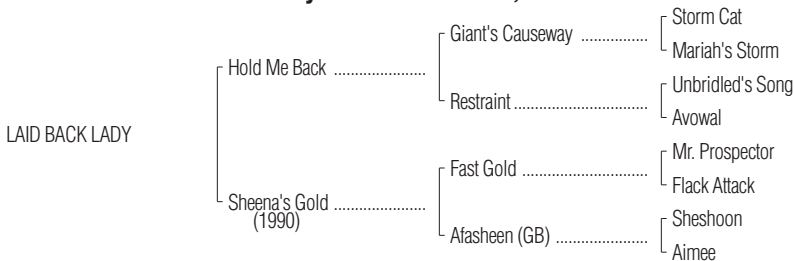 Storm Cat
Giant's Causeway ................
Mariah's Storm
Hold Me Back ......................
Unbridled's Song
Restraint ................................
Avowal
LAID BACK LADY
Mr. Prospector
Fast Gold ..............................
Flack Attack
Sheena's Gold ......................
(1990)
Sheshoon
Afasheen (GB) ......................
Aimee